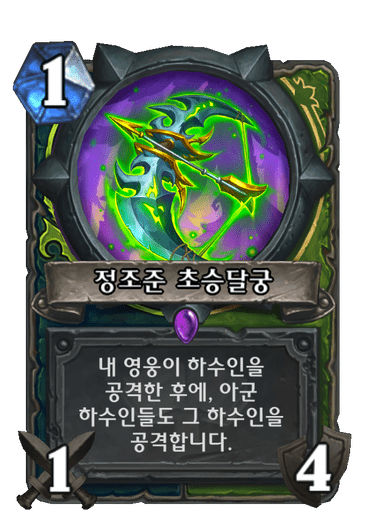 1
정조준 초승달궁
내 영웅이 하수인을
공격한 후에, 아군
하수인들도 그 하수인을
공격합니다.
1
4